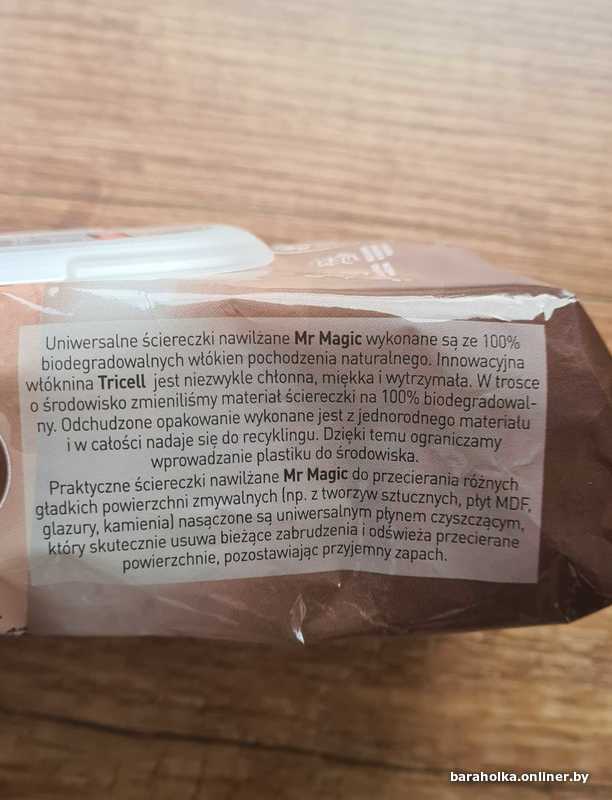 Uniwersalne ściereczki nawilżane Mr Magic wykonane są ze 100%
biodegradowalnych włókien pochodzenia naturalnego. Innowacyjna
włóknina Tricell jest niezwykle chłonna, miękka i wytrzymała. W trosce
o środowisko zmieniliśmy materiał ściereczki na 100% biodegradowal-
ny. Odchudzone opakowanie wykonane jest z jednorodnego materiału
i w całości nadaje się do recyklingu. Dzięki temu ograniczamy
wprowadzanie plastiku do środowiska.
Praktyczne ściereczki nawilżane Mr Magic do przecierania różnych
gładkich powierzchni zmywalnych (np. z tworzyw sztucznych, płyt MDF,
glazury, kamienia) nasączone są uniwersalnym płynem czyszczącym,
który skutecznie usuwa bieżące zabrudzenia i odświeża przecierane
powierzchnie, pozostawiając przyjemny zapach.
baraholka.onliner.by